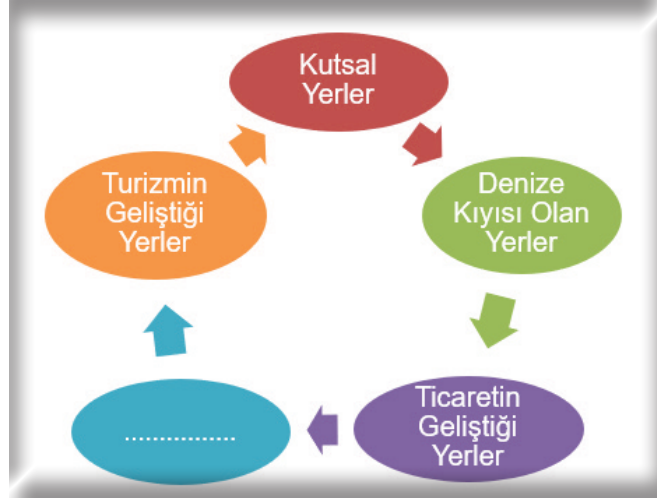 Kutsal
Yerler
Denize
Kıyısı Olan
Yerler
Ticaretin
Geliştiği
Yerler
................
Turizmin
Geliştiği
Yerler